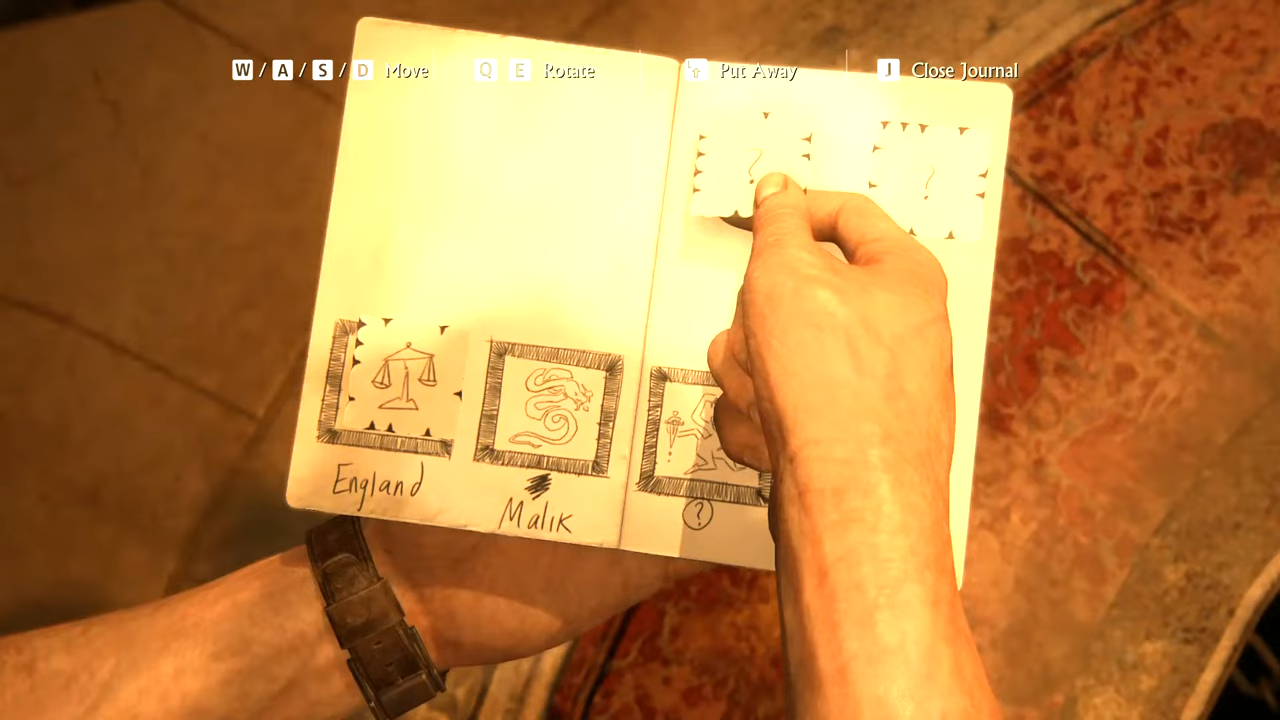 W / A / S / D Move Q E Rotate Put Away J Close Journal
? ?
England
Malik
?